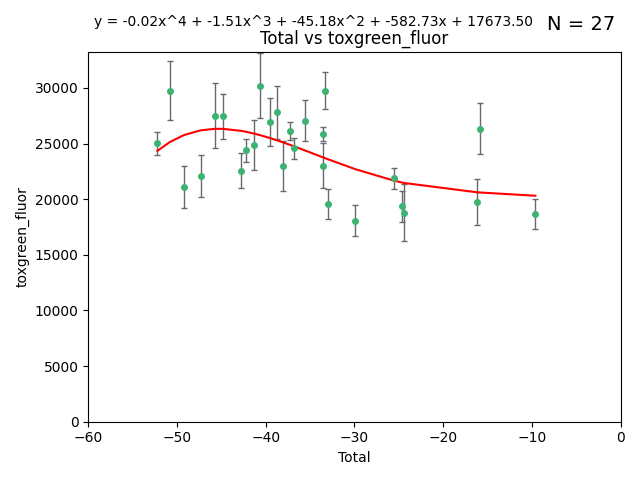 y = -0.02x^4 + -1.51x^3 + -45.18x^2 + -582.73x + 17673.50
N = 27
Total vs toxgreen_fluor
toxgreen_fluor
30000
25000
20000
15000
10000
5000
0
−60
−50
−40
−30
−20
−10
0
Total